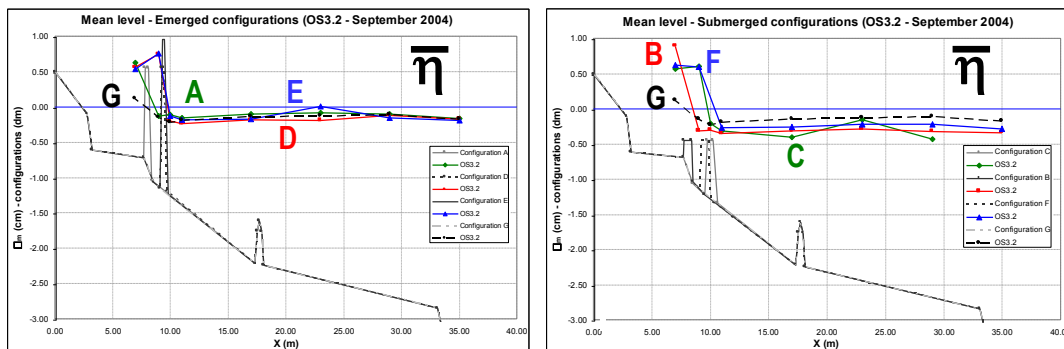 Mean level - Emerged configurations (OS3.2 - September 2004)
η
1.00
0.50
0.00
-0.50
-1.00
-1.50
-2.00
-2.50
-3.00
□m (cm) - configurations (dm)
G
A
E
D
Configuration A
OS3.2
Configuration D
OS3.2
Configuration E
OS3.2
Configuration G
OS3.2
0.00 5.00 10.00 15.00 20.00 25.00 30.00 35.00 40.00
X (m)
Mean level - Submerged configurations (OS3.2 - September 2004)
η
1.00
0.50
0.00
-0.50
-1.00
-1.50
-2.00
-2.50
-3.00
□m (cm) - configurations (dm)
B
F
G
C
Configuration C
OS3.2
Configuration B
OS3.2
Configuration F
OS3.2
Configuration G
OS3.2
0.00 5.00 10.00 15.00 20.00 25.00 30.00 35.00 40.00
X (m)